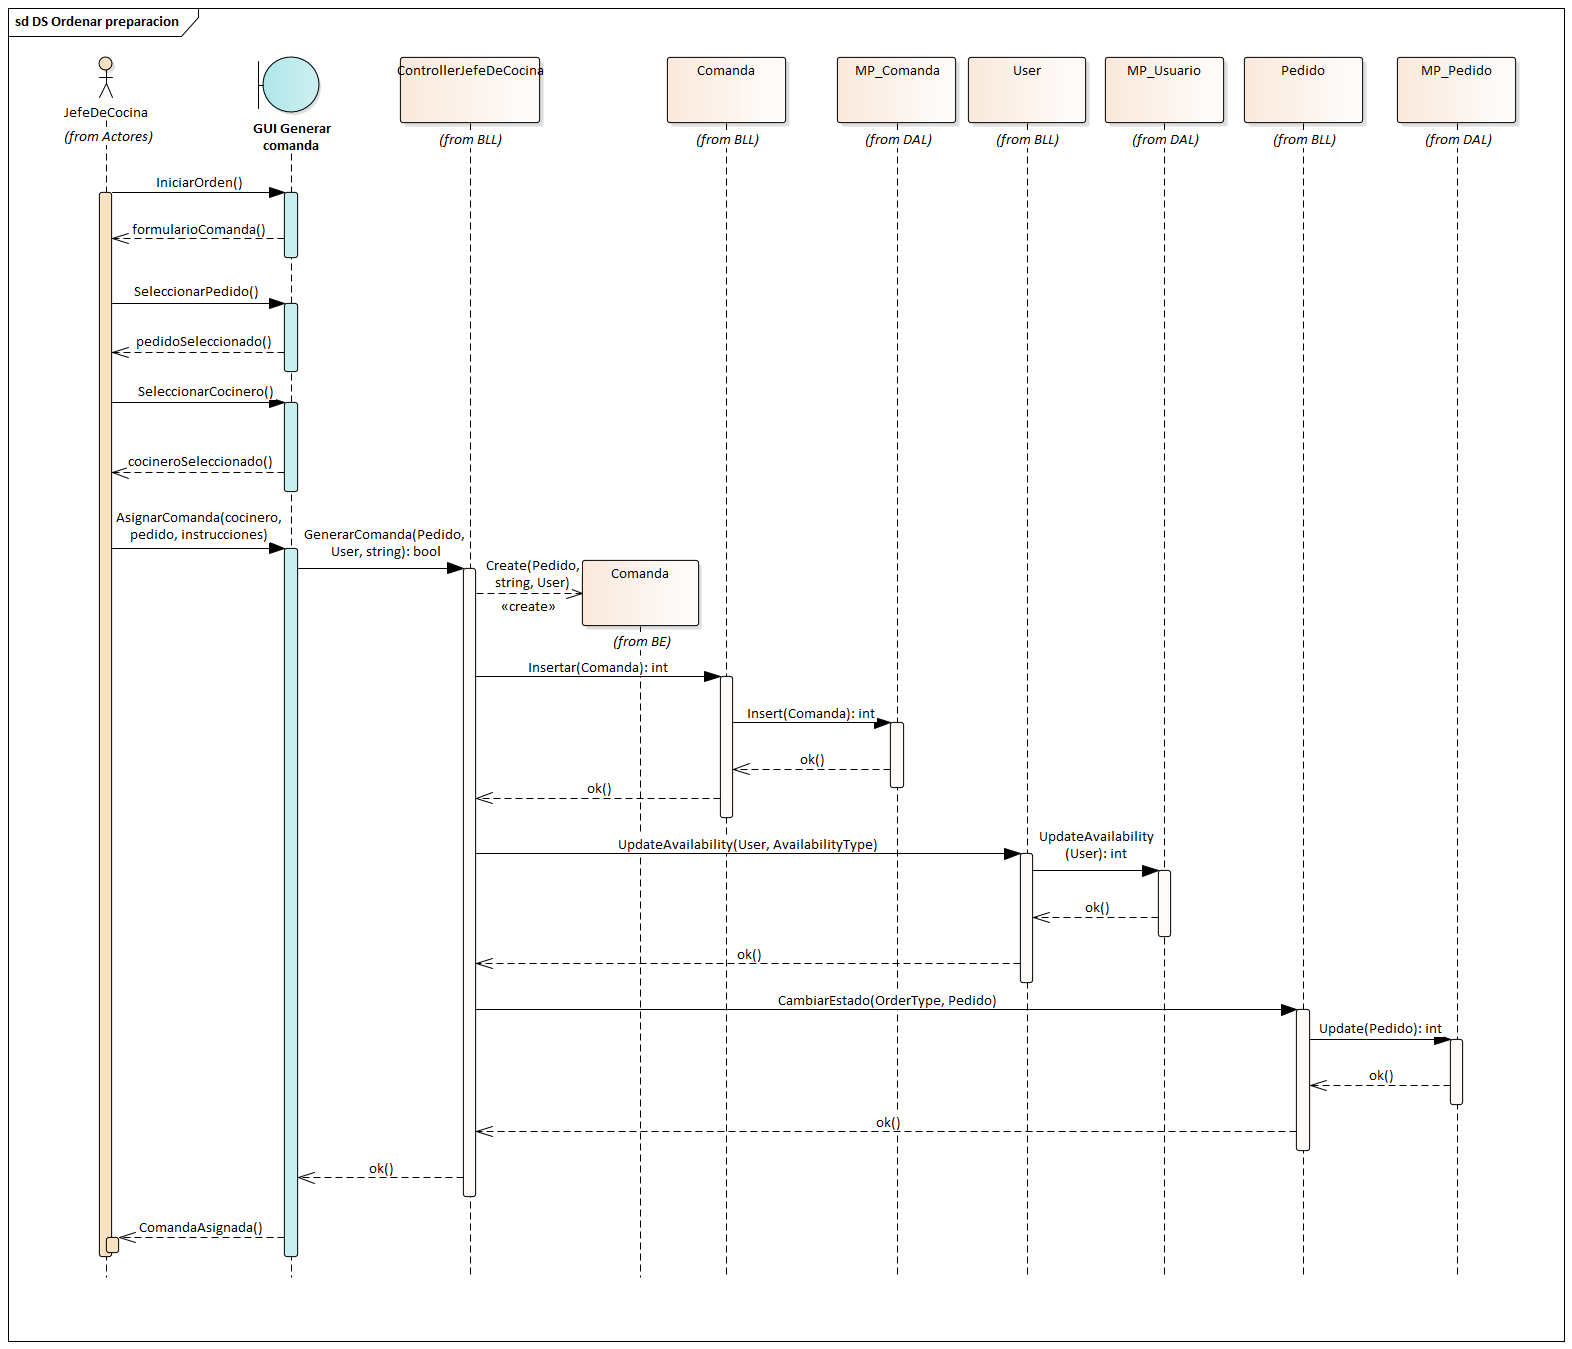 sd DS Ordenar preparacion
JefeDeCocina
(from Actores)
GUI Generar
comanda
ControllerJefeDeCocina
(from BLL)
Comanda
(from BLL)
MP_Comanda
(from DAL)
User
(from BLL)
MP_Usuario
(from DAL)
Pedido
(from BLL)
MP_Pedido
(from DAL)
IniciarOrden()
formularioComanda()
SeleccionarPedido()
pedidoSeleccionado()
SeleccionarCocinero()
cocineroSeleccionado()
AsignarComanda(cocinero,
pedido, instrucciones)
GenerarComanda(Pedido,
User, string): bool
Create(Pedido,
string, User)
«create»
Comanda
(from BE)
Insertar(Comanda): int
Insert(Comanda): int
ok()
ok()
UpdateAvailability(User, AvailabilityType)
UpdateAvailability
(User): int
ok()
ok()
CambiarEstado(OrderType, Pedido)
Update(Pedido): int
ok()
ok()
ok()
ComandaAsignada()